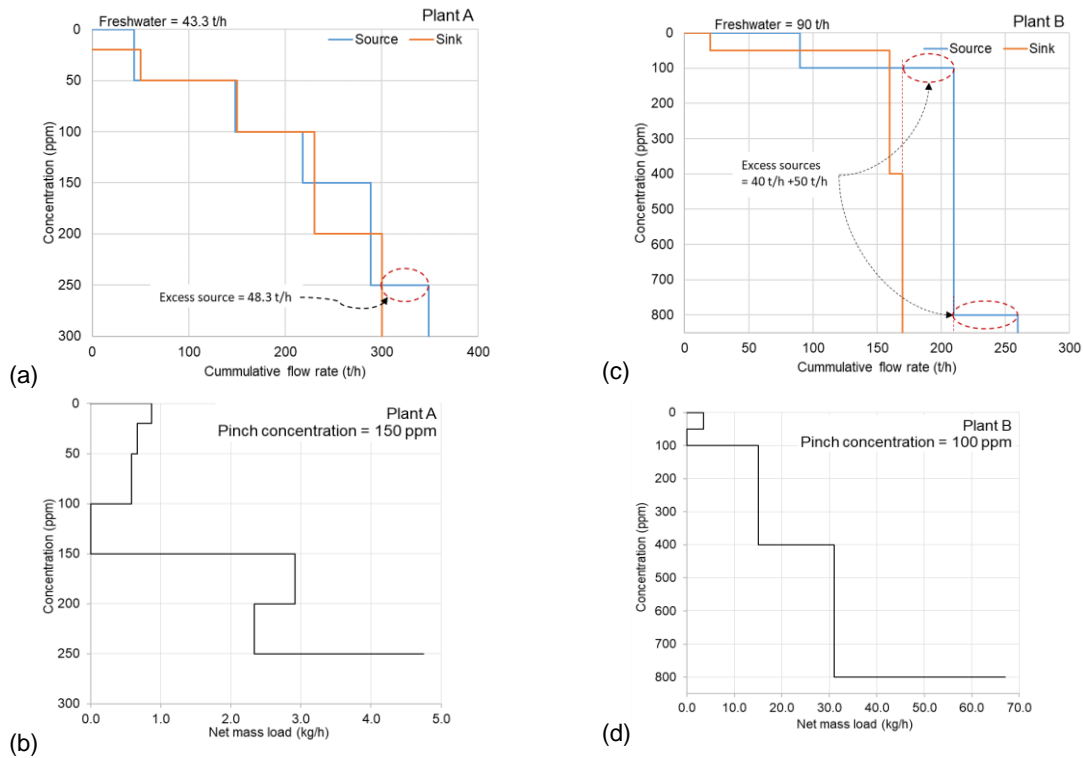 Freshwater = 43.3 t/h
Plant A
Source
Sink
0
50
100
150
200
250
300
Concentration (ppm)
Excess source = 48.3 t/h
0
100
200
300
400
Cummulative flow rate (t/h)
(a)
Freshwater = 90 t/h
Plant B
Source
Sink
0
100
200
300
400
500
600
700
800
Concentration (ppm)
Excess sources
= 40 t/h +50 t/h
0
50
100
150
200
250
300
Cummulative flow rate (t/h)
(c)
Plant A
Pinch concentration = 150 ppm
0
50
100
150
200
250
300
Concentration (ppm)
0.0
1.0
2.0
3.0
4.0
5.0
Net mass load (kg/h)
(b)
Plant B
Pinch concentration = 100 ppm
0
100
200
300
400
500
600
700
800
Concentration (ppm)
0.0
10.0
20.0
30.0
40.0
50.0
60.0
70.0
Net mass load (kg/h)
(d)